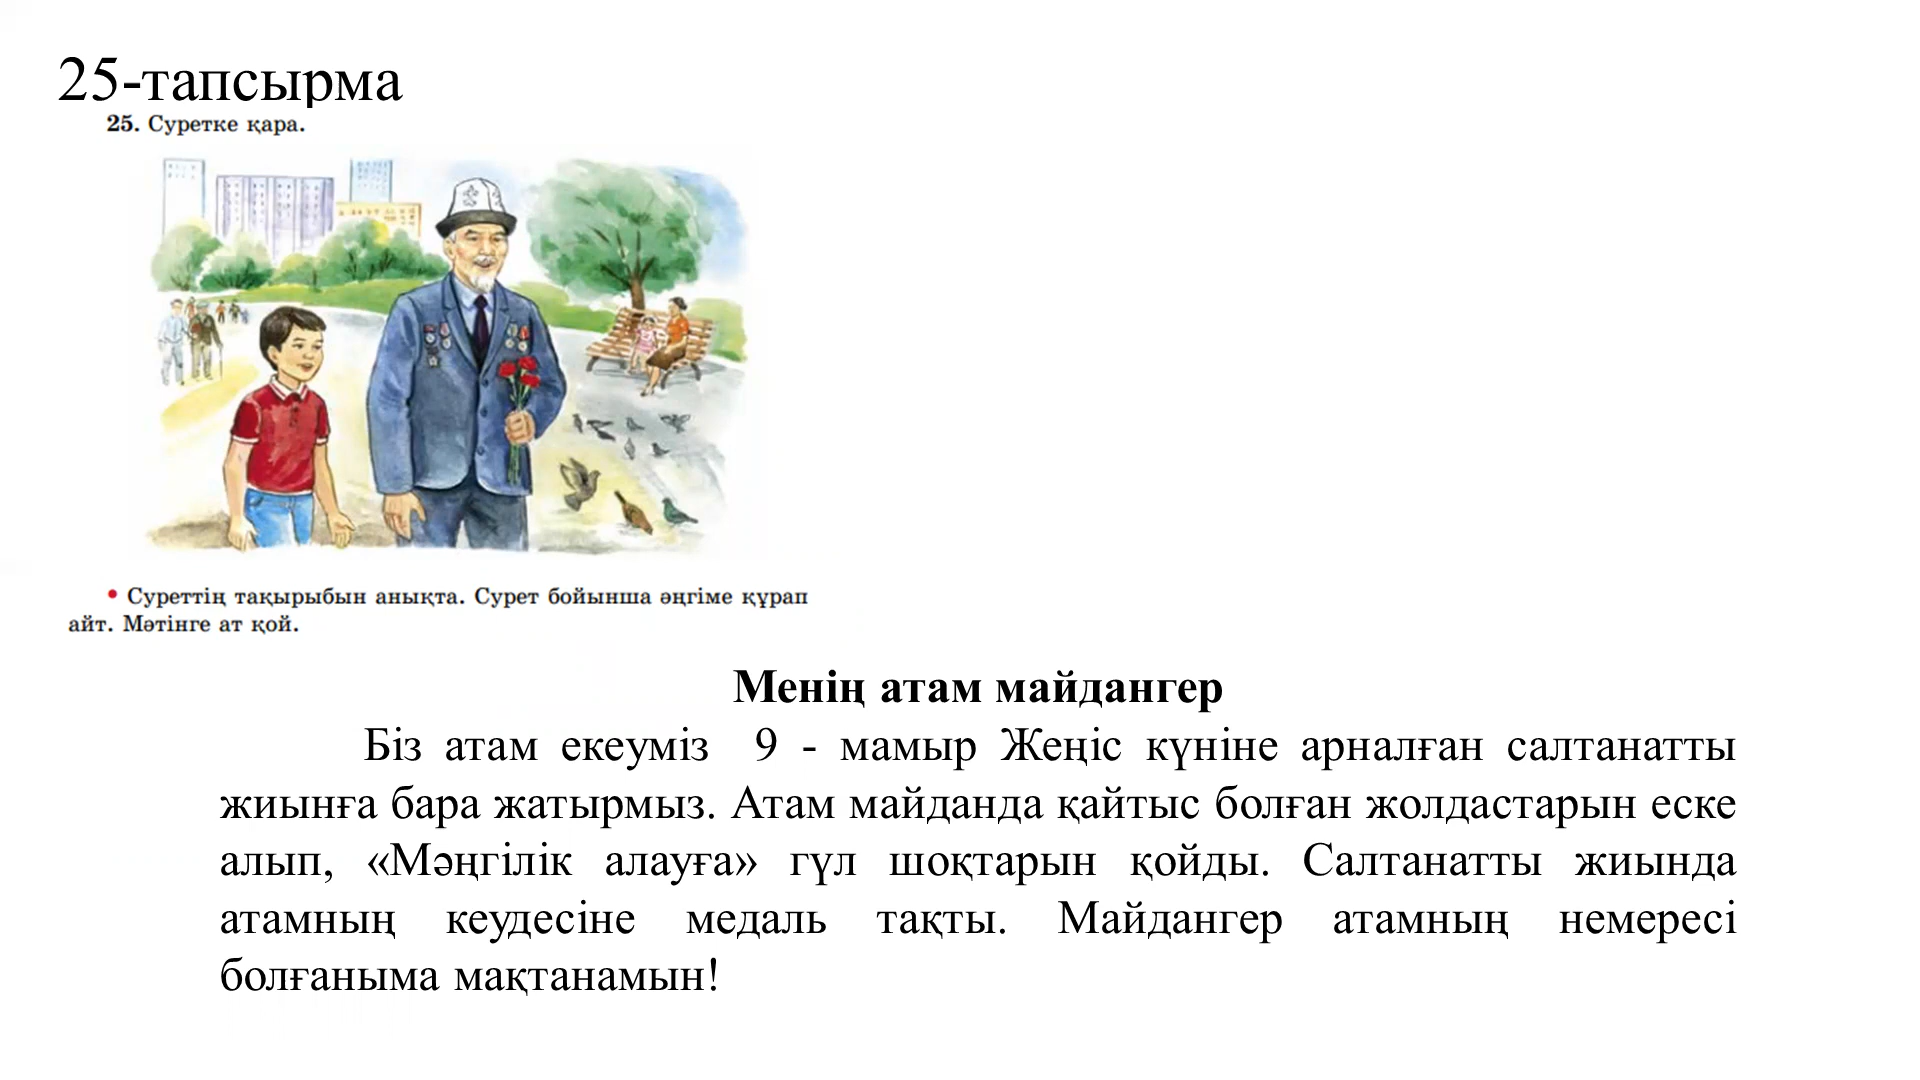 25-тапсырма
25. Суретке қара.
• Суреттің тақырыбын анықта. Сурет бойынша әңгіме құрап
айт. Мәтінге ат қой.
Менің атам майдангер
Біз атам екеуміз 9 - мамыр Жеңіс күніне арналған салтанатты
жиынға бара жатырмыз. Атам майданда қайтыс болған жолдастарын еске
алып, «Мәңгілік алауға» гүл шоқтарын қойды. Салтанатты жиында
атамның кеудесіне медаль тақты. Майдангер атамның немересі
болғаныма мақтанамын!